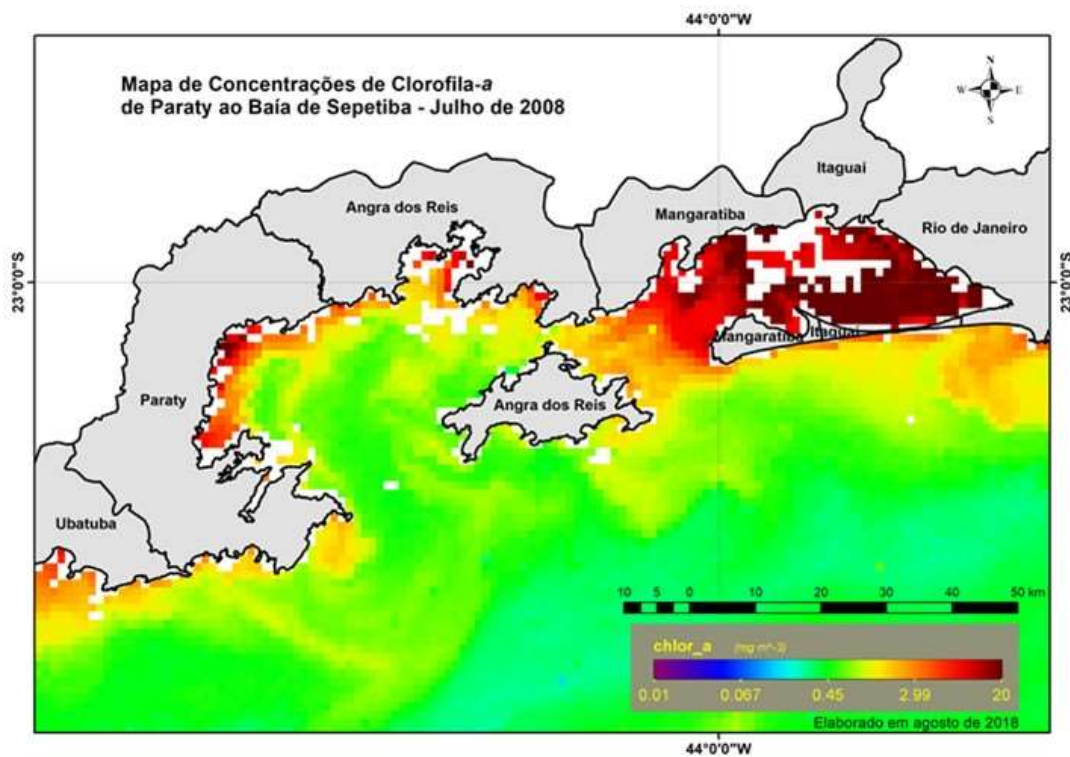 44°0'0"W
Mapa de Concentrações de Clorofila-a
de Paraty ao Baía de Sepetiba - Julho de 2008
N
W E
S
Itaguaí
Angra dos Reis
Mangaratiba
Rio de Janeiro
23°0'0"S
23°0'0"S
Mangaratiba
Itaguaí
Paraty
Angra dos Reis
Ubatuba
10 5 0 10 20 30 40 50 km
chlor_a (mg m^-3)
0.01 0.067 0.45 2.99 20
Elaborado em agosto de 2018
44°0'0"W